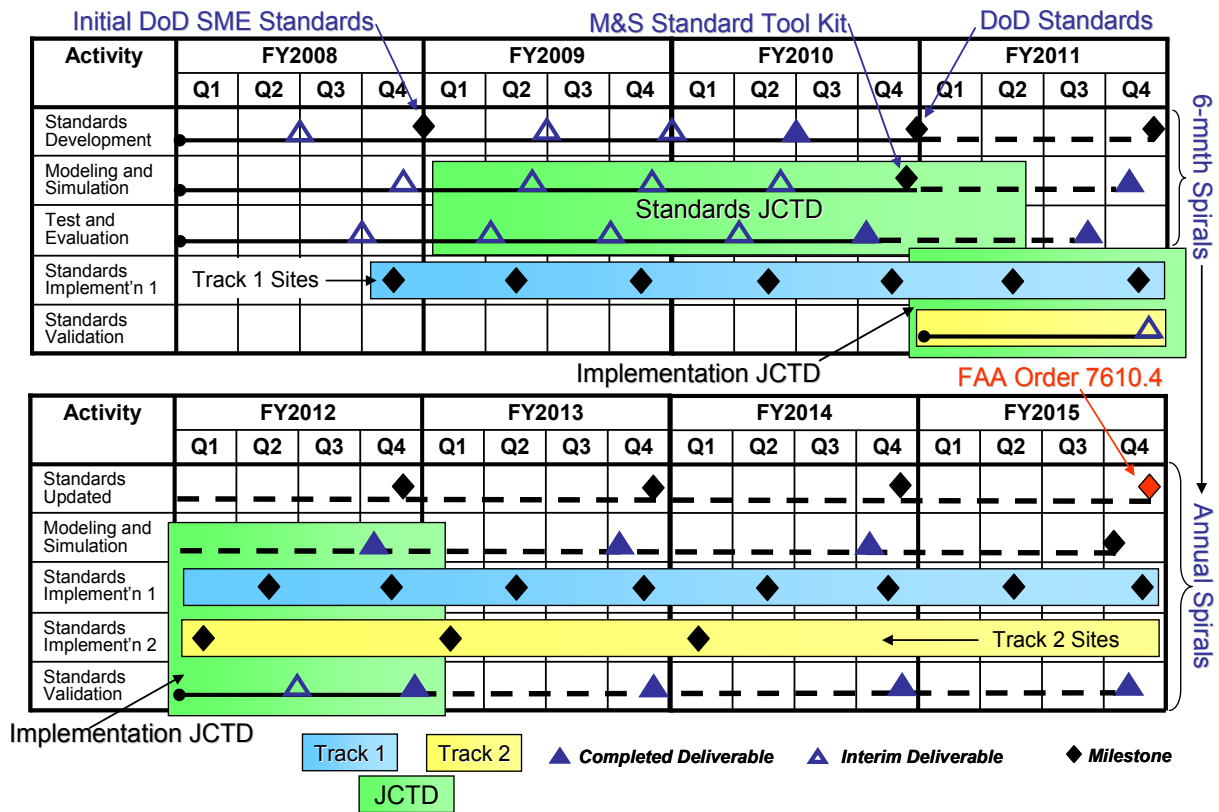 Initial DoD SME Standards
M&S Standard Tool Kit
DoD Standards
Activity FY2008 FY2009 FY2010 FY2011
Q1 Q2 Q3 Q4 Q1 Q2 Q3 Q4 Q1 Q2 Q3 Q4 Q1 Q2 Q3 Q4
Standards
Development
Modeling and
Simulation
Standards JCTD
Test and
Evaluation
Standards
Implement'n 1
Track 1 Sites
Standards
Validation
Implementation JCTD
6-mnth Spirals
FAA Order 7610.4
Activity FY2012 FY2013 FY2014 FY2015
Q1 Q2 Q3 Q4 Q1 Q2 Q3 Q4 Q1 Q2 Q3 Q4 Q1 Q2 Q3 Q4
Standards
Updated
Modeling and
Simulation
Standards
Implement'n 1
Standards
Implement'n 2
Track 2 Sites
Standards
Validation
Annual Spirals
Implementation JCTD
Track 1 Track 2 Completed Deliverable Interim Deliverable Milestone
JCTD